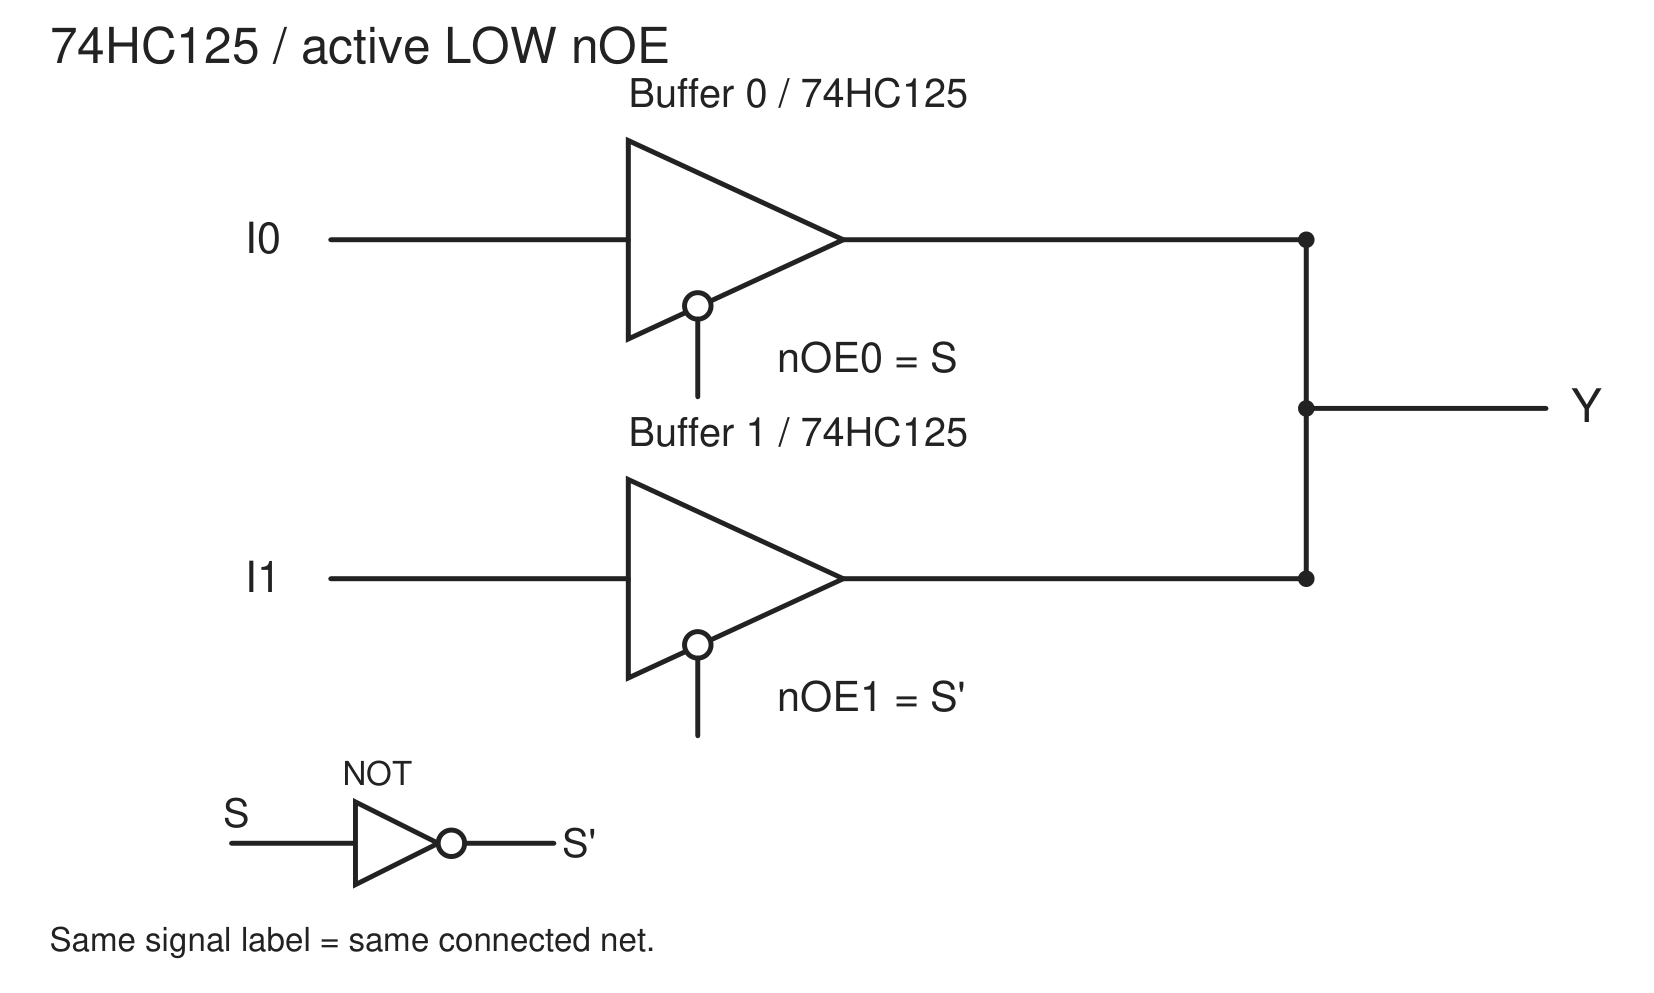 74HC125 / active LOW nOE
Buffer 0 / 74HC125
I0
nOE0 = S
Buffer 1 / 74HC125
Y
I1
nOE1 = S'
NOT
S
S'
Same signal label = same connected net.